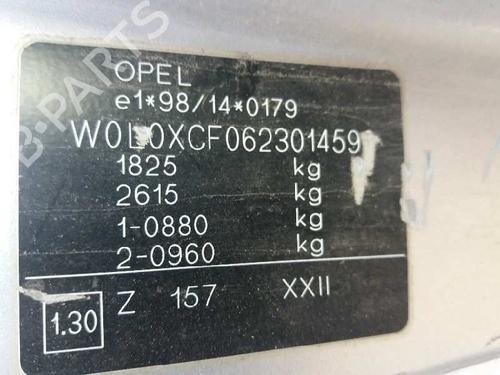 OPEL
e1*98/14*0179
W0L0XCF062301459
1825 kg
2615 kg
1-0880 kg
2-0960 kg
1.30 Z 157 XXII